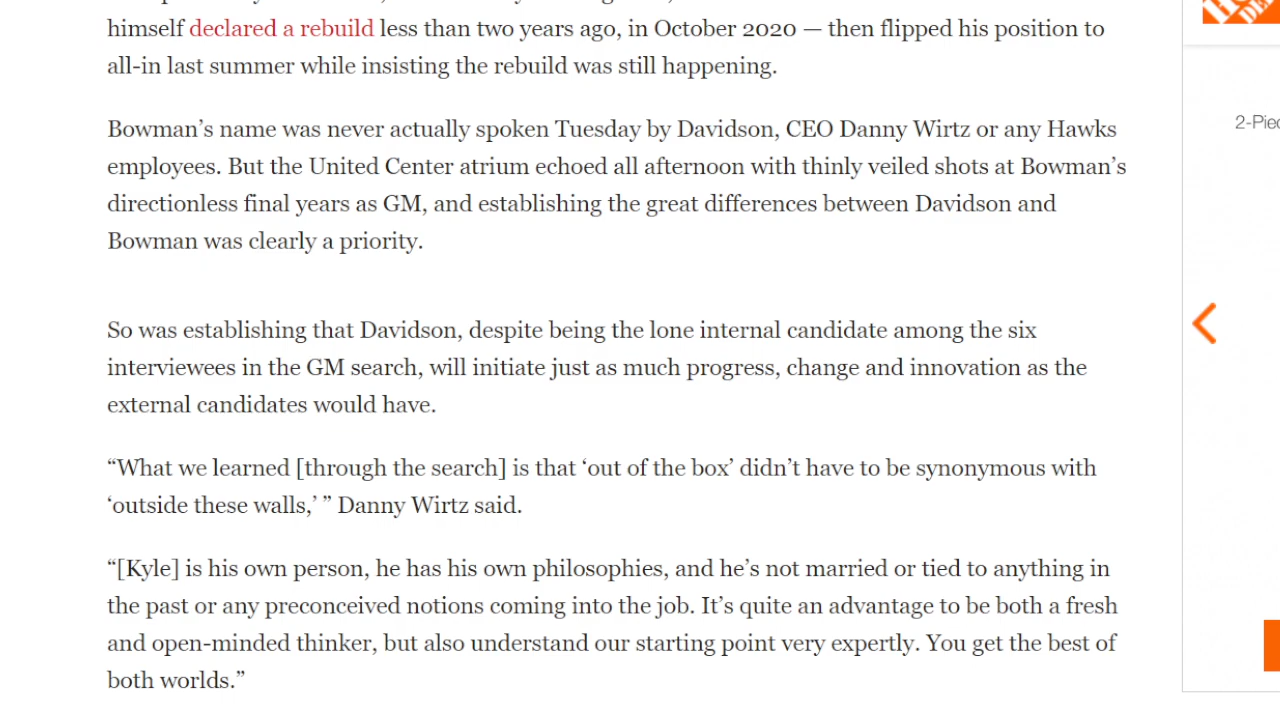 himself declared a rebuild less than two years ago, in October 2020 — then flipped his position to
all-in last summer while insisting the rebuild was still happening.
Bowman’s name was never actually spoken Tuesday by Davidson, CEO Danny Wirtz or any Hawks
employees. But the United Center atrium echoed all afternoon with thinly veiled shots at Bowman’s
directionless final years as GM, and establishing the great differences between Davidson and
Bowman was clearly a priority.
So was establishing that Davidson, despite being the lone internal candidate among the six
interviewees in the GM search, will initiate just as much progress, change and innovation as the
external candidates would have.
“What we learned [through the search] is that ‘out of the box’ didn’t have to be synonymous with
‘outside these walls,’ ” Danny Wirtz said.
“[Kyle] is his own person, he has his own philosophies, and he’s not married or tied to anything in
the past or any preconceived notions coming into the job. It’s quite an advantage to be both a fresh
and open-minded thinker, but also understand our starting point very expertly. You get the best of
both worlds.”
2-Piec